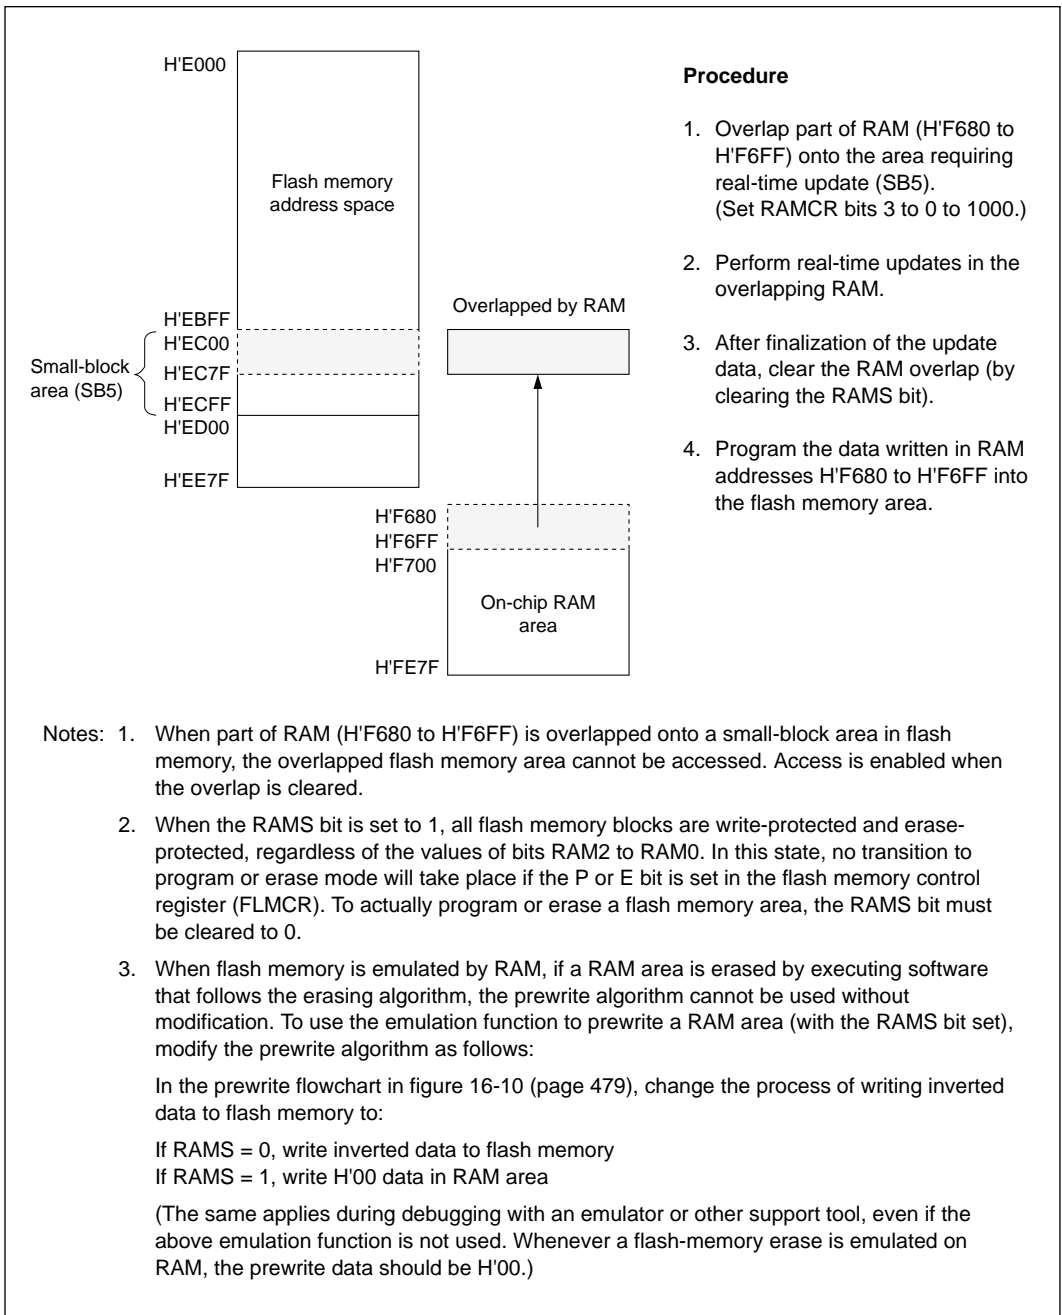 H'E000
Flash memory
address space
H'EBFF
H'EC00
H'EC7F
H'ECFF
H'ED00
H'EE7F
Small-block
area (SB5)
Overlapped by RAM
H'F680
H'F6FF
H'F700
On-chip RAM
area
H'FE7F
Procedure
1. Overlap part of RAM (H'F680 to
H'F6FF) onto the area requiring
real-time update (SB5).
(Set RAMCR bits 3 to 0 to 1000.)
2. Perform real-time updates in the
overlapping RAM.
3. After finalization of the update
data, clear the RAM overlap (by
clearing the RAMS bit).
4. Program the data written in RAM
addresses H'F680 to H'F6FF into
the flash memory area.
Notes: 1. When part of RAM (H'F680 to H'F6FF) is overlapped onto a small-block area in flash
memory, the overlapped flash memory area cannot be accessed. Access is enabled when
the overlap is cleared.
2. When the RAMS bit is set to 1, all flash memory blocks are write-protected and erase-
protected, regardless of the values of bits RAM2 to RAM0. In this state, no transition to
program or erase mode will take place if the P or E bit is set in the flash memory control
register (FLMCR). To actually program or erase a flash memory area, the RAMS bit must
be cleared to 0.
3. When flash memory is emulated by RAM, if a RAM area is erased by executing software
that follows the erasing algorithm, the prewrite algorithm cannot be used without
modification. To use the emulation function to prewrite a RAM area (with the RAMS bit set),
modify the prewrite algorithm as follows:
In the prewrite flowchart in figure 16-10 (page 479), change the process of writing inverted
data to flash memory to:
If RAMS = 0, write inverted data to flash memory
If RAMS = 1, write H'00 data in RAM area
(The same applies during debugging with an emulator or other support tool, even if the
above emulation function is not used. Whenever a flash-memory erase is emulated on
RAM, the prewrite data should be H'00.)